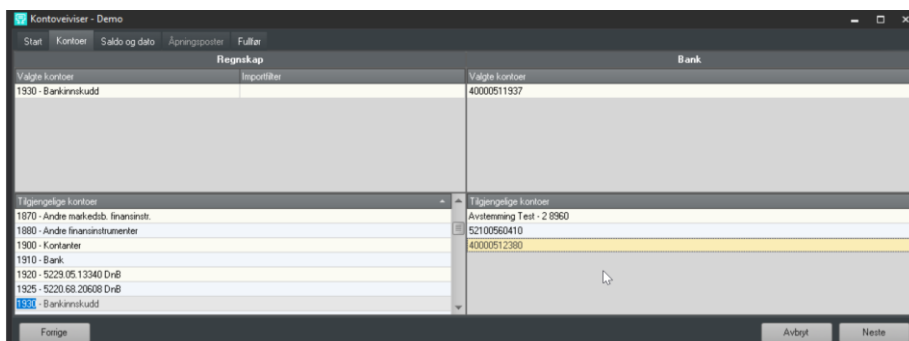 Kontoveiviser - Demo
Start Kontoer Saldo og dato Åpningsposter Fullfør
Regnskap Bank
Valgte kontoer Importfilter Valgte kontoer
1930 - Bankinnskudd 40000511937
Tilgjengelige kontoer Tilgjengelige kontoer
1870 - Andre markedsb. finansinstr. Avstemming Test - 2 8960
1880 - Andre finansinstrumenter 52100560410
1900 - Kontanter 40000512380
1910 - Bank
1920 - 5229.05.13340 DnB
1925 - 5220.68.20608 DnB
1930 - Bankinnskudd
Forrige Avbryt Neste